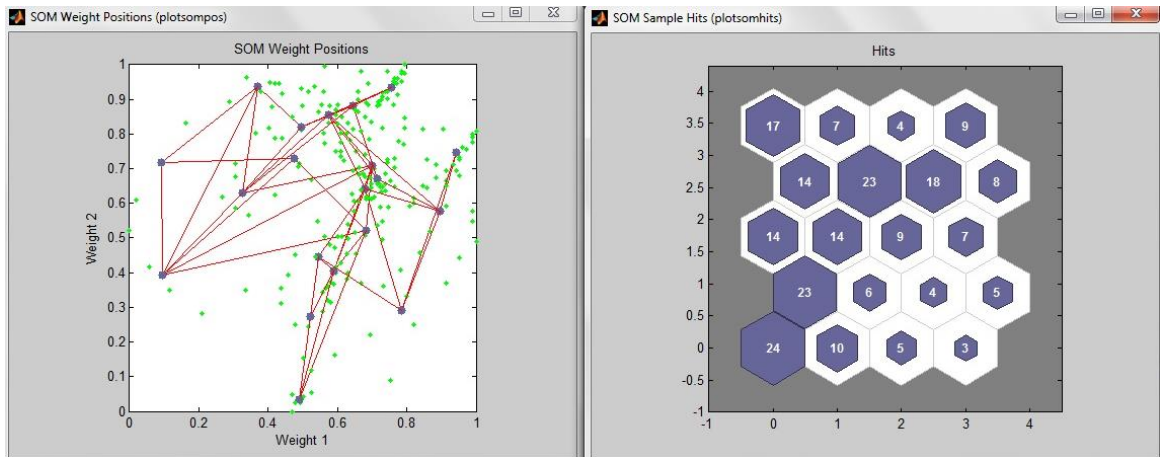 SOM Weight Positions (plotsompos)
SOM Weight Positions
1
0.9
0.8
0.7
0.6
0.5
0.4
0.3
0.2
0.1
0
Weight 2
0 0.2 0.4 0.6 0.8 1
Weight 1
SOM Sample Hits (plotsomhits)
Hits
4
3.5
3
2.5
2
1.5
1
0.5
0
-0.5
-1
17 7 4 9
14 23 18 8
14 14 9 7
23 6 4 5
24 10 5 3
-1 0 1 2 3 4